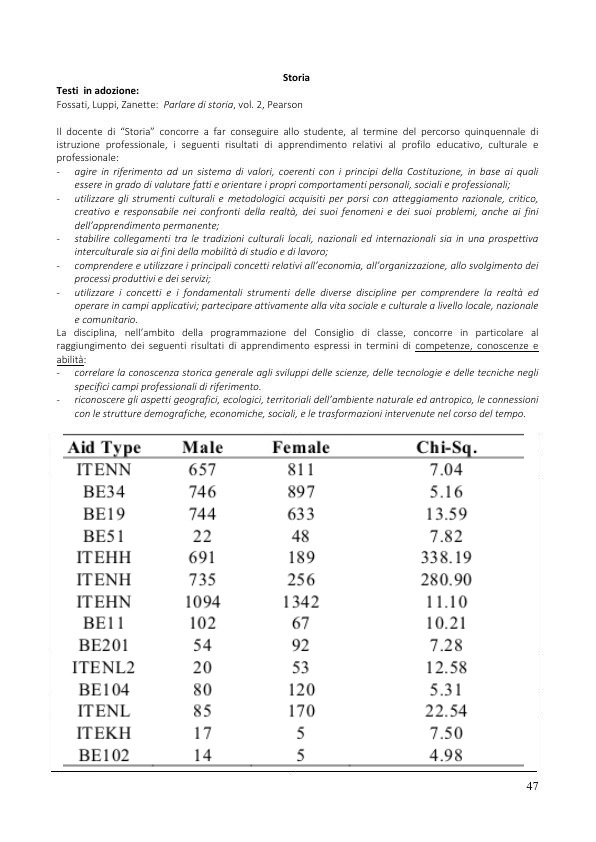 Storia
Testi in adozione:
Fossati, Luppi, Zanette: Parlare di storia, vol. 2, Pearson
Il docente di “Storia” concorre a far conseguire allo studente, al termine del percorso quinquennale di
istruzione professionale, i seguenti risultati di apprendimento relativi al profilo educativo, culturale e
professionale:
- agire in riferimento ad un sistema di valori, coerenti con i principi della Costituzione, in base ai quali
essere in grado di valutare fatti e orientare i propri comportamenti personali, sociali e professionali;
- utilizzare gli strumenti culturali e metodologici acquisiti per porsi con atteggiamento razionale, critico,
creativo e responsabile nei confronti della realtà, dei suoi fenomeni e dei suoi problemi, anche ai fini
dell’apprendimento permanente;
- stabilire collegamenti tra le tradizioni culturali locali, nazionali ed internazionali sia in una prospettiva
interculturale sia ai fini della mobilità di studio e di lavoro;
- comprendere e utilizzare i principali concetti relativi all’economia, all’organizzazione, allo svolgimento dei
processi produttivi e dei servizi;
- utilizzare i concetti e i fondamentali strumenti delle diverse discipline per comprendere la realtà ed
operare in campi applicativi; partecipare attivamente alla vita sociale e culturale a livello locale, nazionale
e comunitario.
La disciplina, nell’ambito della programmazione del Consiglio di classe, concorre in particolare al
raggiungimento dei seguenti risultati di apprendimento espressi in termini di competenze, conoscenze e
abilità:
- correlare la conoscenza storica generale agli sviluppi delle scienze, delle tecnologie e delle tecniche negli
specifici campi professionali di riferimento.
- riconoscere gli aspetti geografici, ecologici, territoriali dell’ambiente naturale ed antropico, le connessioni
con le strutture demografiche, economiche, sociali, e le trasformazioni intervenute nel corso del tempo.
Aid Type Male Female Chi-Sq.
ITENN 657 811 7.04
BE34 746 897 5.16
BE19 744 633 13.59
BE51 22 48 7.82
ITEHH 691 189 338.19
ITENH 735 256 280.90
ITEHN 1094 1342 11.10
BE11 102 67 10.21
BE201 54 92 7.28
ITENL2 20 53 12.58
BE104 80 120 5.31
ITENL 85 170 22.54
ITEKH 17 5 7.50
BE102 14 5 4.98
47